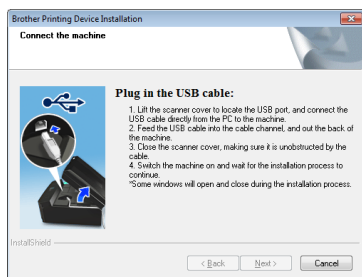 Brother Printing Device Installation
Connect the machine
Plug in the USB cable:
1. Lift the scanner cover to locate the USB port, and connect the
USB cable directly from the PC to the machine.
2. Feed the USB cable into the cable channel, and out the back of
the machine.
3. Close the scanner cover, making sure it is unobstructed by the
cable.
4. Switch the machine on and wait for the installation process to
continue.
*Some windows will open and close during the installation process.
InstallShield
< Back
Next >
Cancel